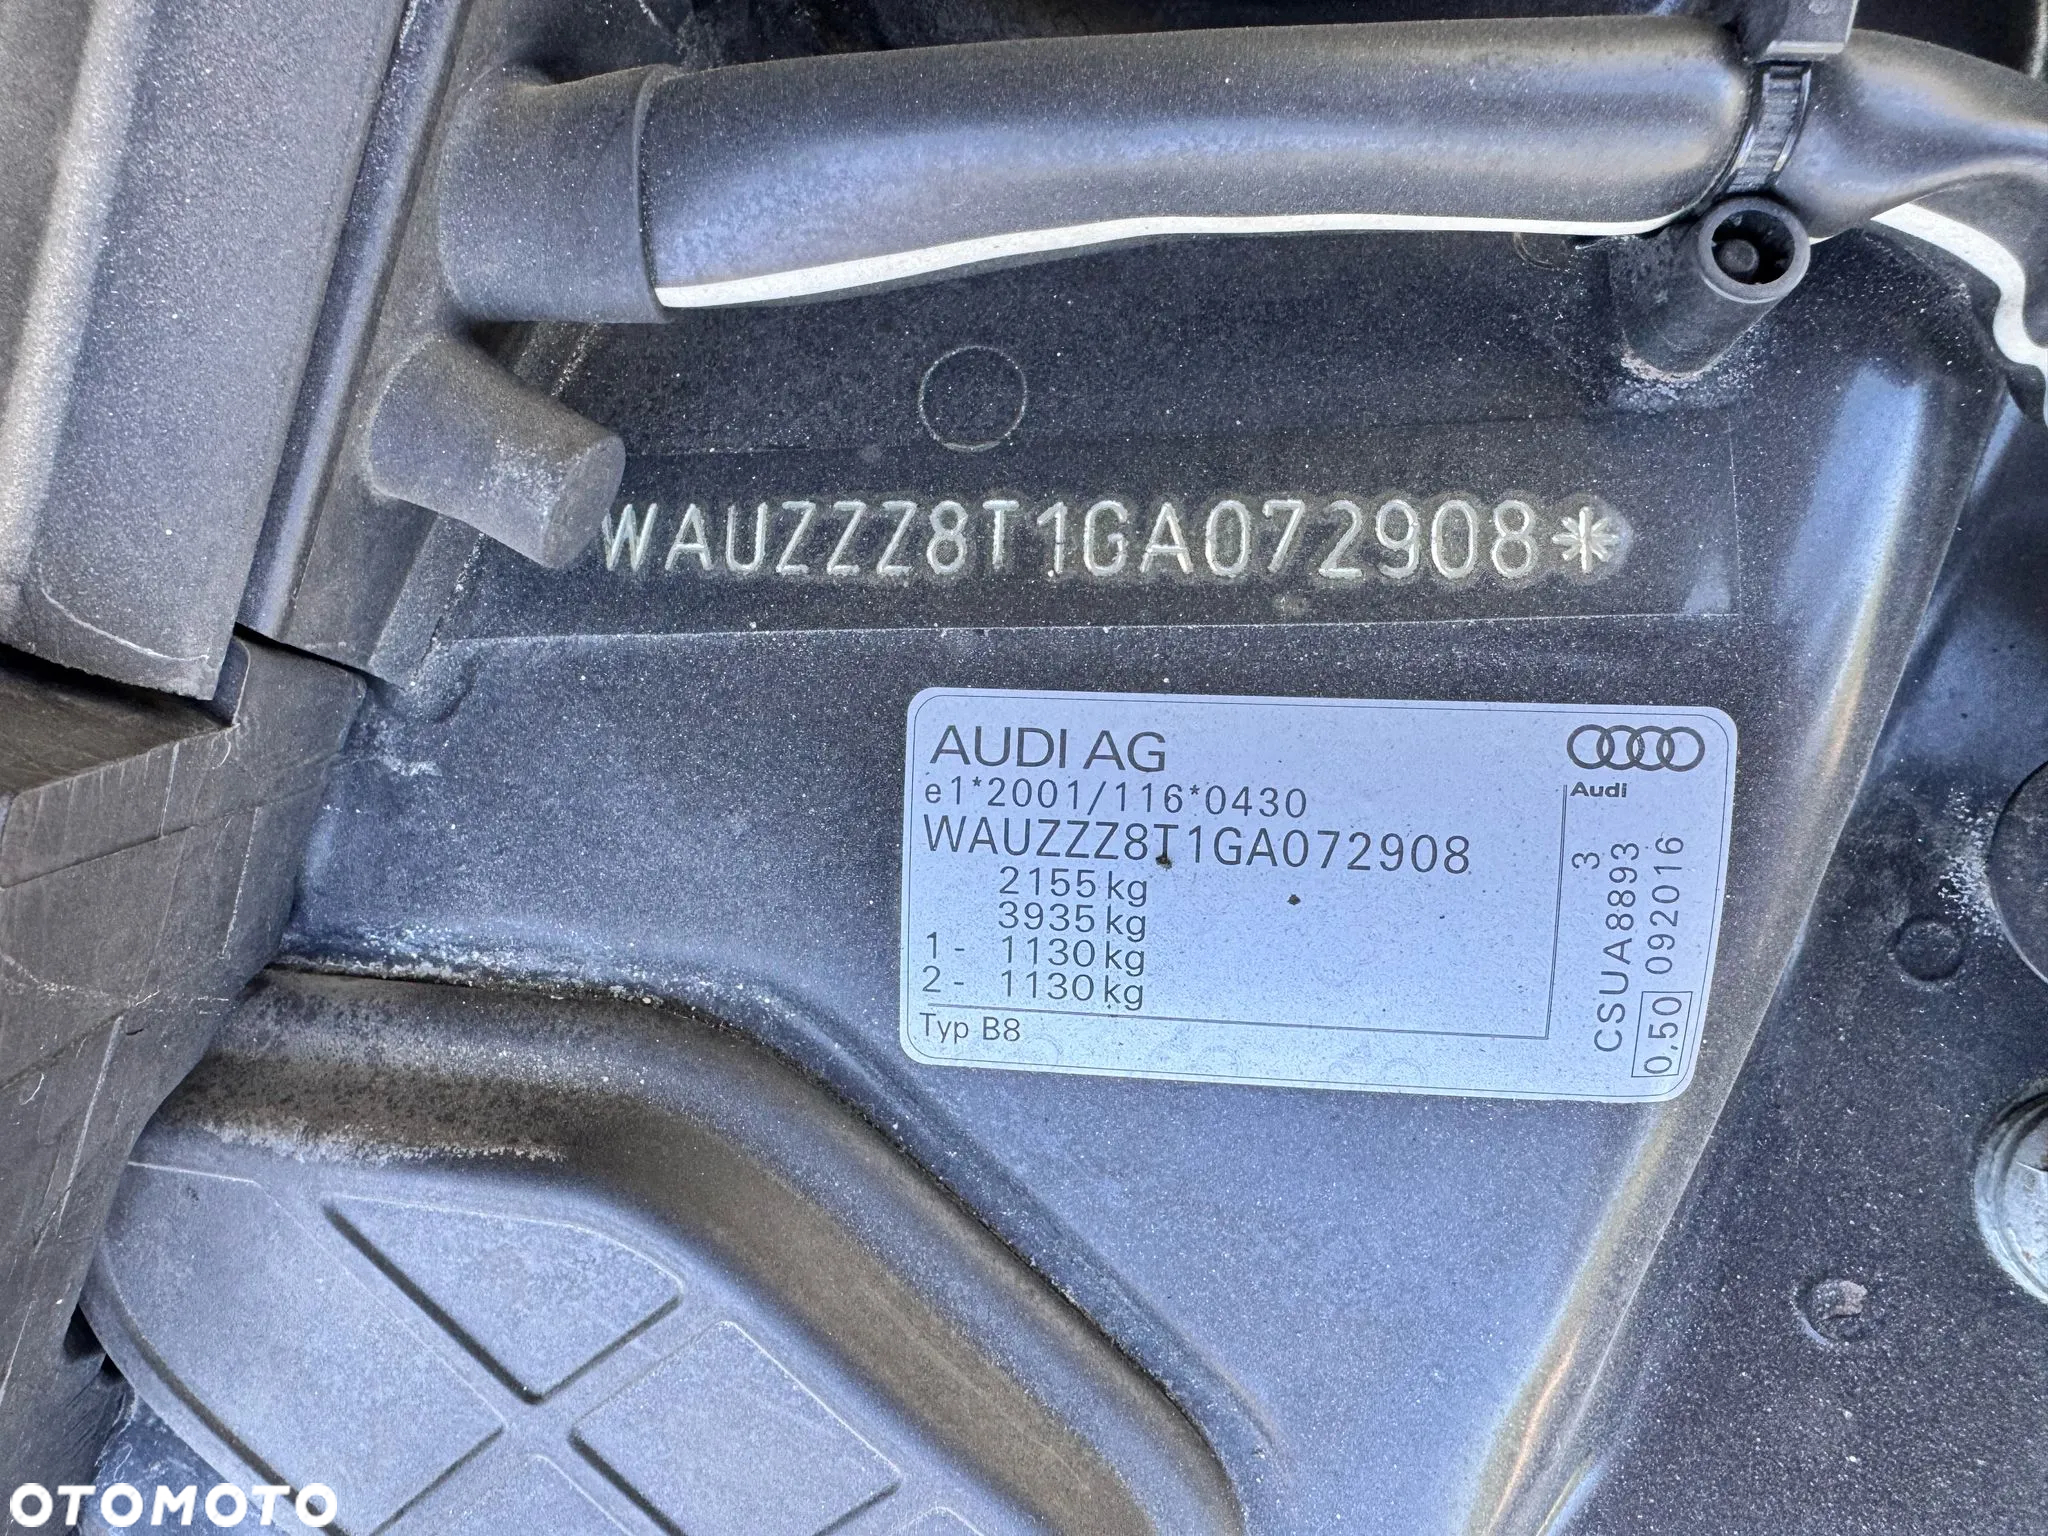 WAUZZZ8T1GA072908*
AUDI AG
Audi
e1*2001/116*0430
WAUZZZ8T1GA072908
2155 kg
3935 kg
1 - 1130 kg
2 - 1130 kg
Typ B8
3
CSUA8893
0,50 092016
OTOMOTO